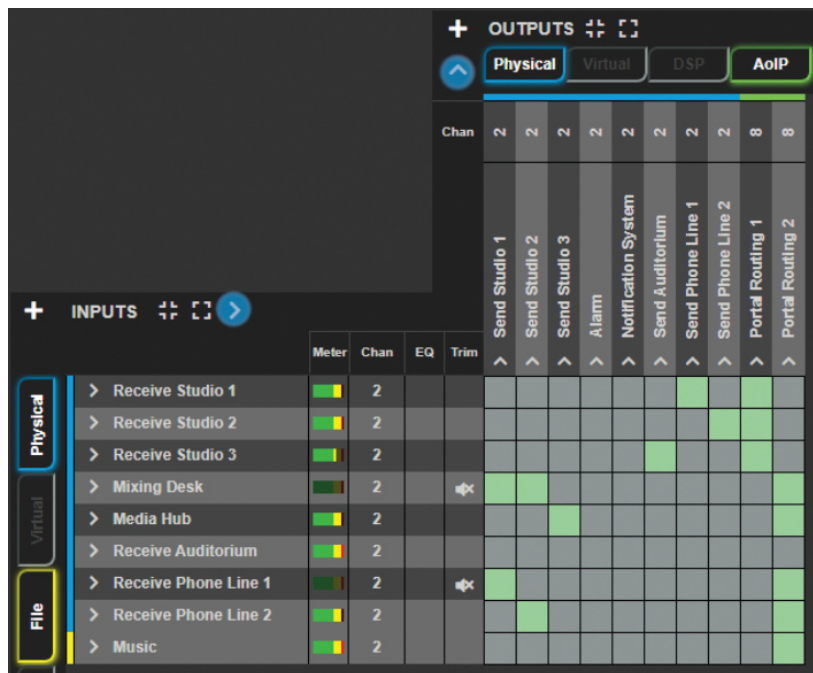 OUTPUTS
Physical Virtual DSP AoIP
Chan 2 2 2 2 2 2 2 2 8 8
Send Studio 1
Send Studio 2
Send Studio 3
Alarm
Notification System
Send Auditorium
Send Phone Line 1
Send Phone Line 2
Portal Routing 1
Portal Routing 2
INPUTS
Meter Chan EQ Trim
Physical
Virtual
File
Receive Studio 1 2
Receive Studio 2 2
Receive Studio 3 2
Mixing Desk 2
Media Hub 2
Receive Auditorium 2
Receive Phone Line 1 2
Receive Phone Line 2 2
Music 2